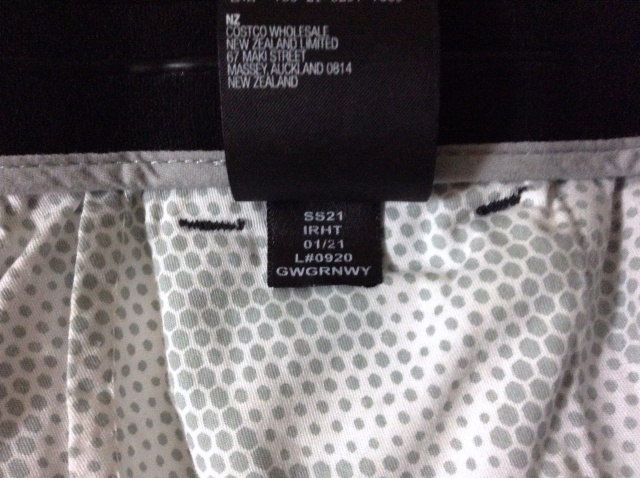 NZ
COSTCO WHOLESALE
NEW ZEALAND LIMITED
67 MAKI STREET
MASSEY, AUCKLAND 0814
NEW ZEALAND
SS21
IRHT
01/21
L#0920
GWGRNWY